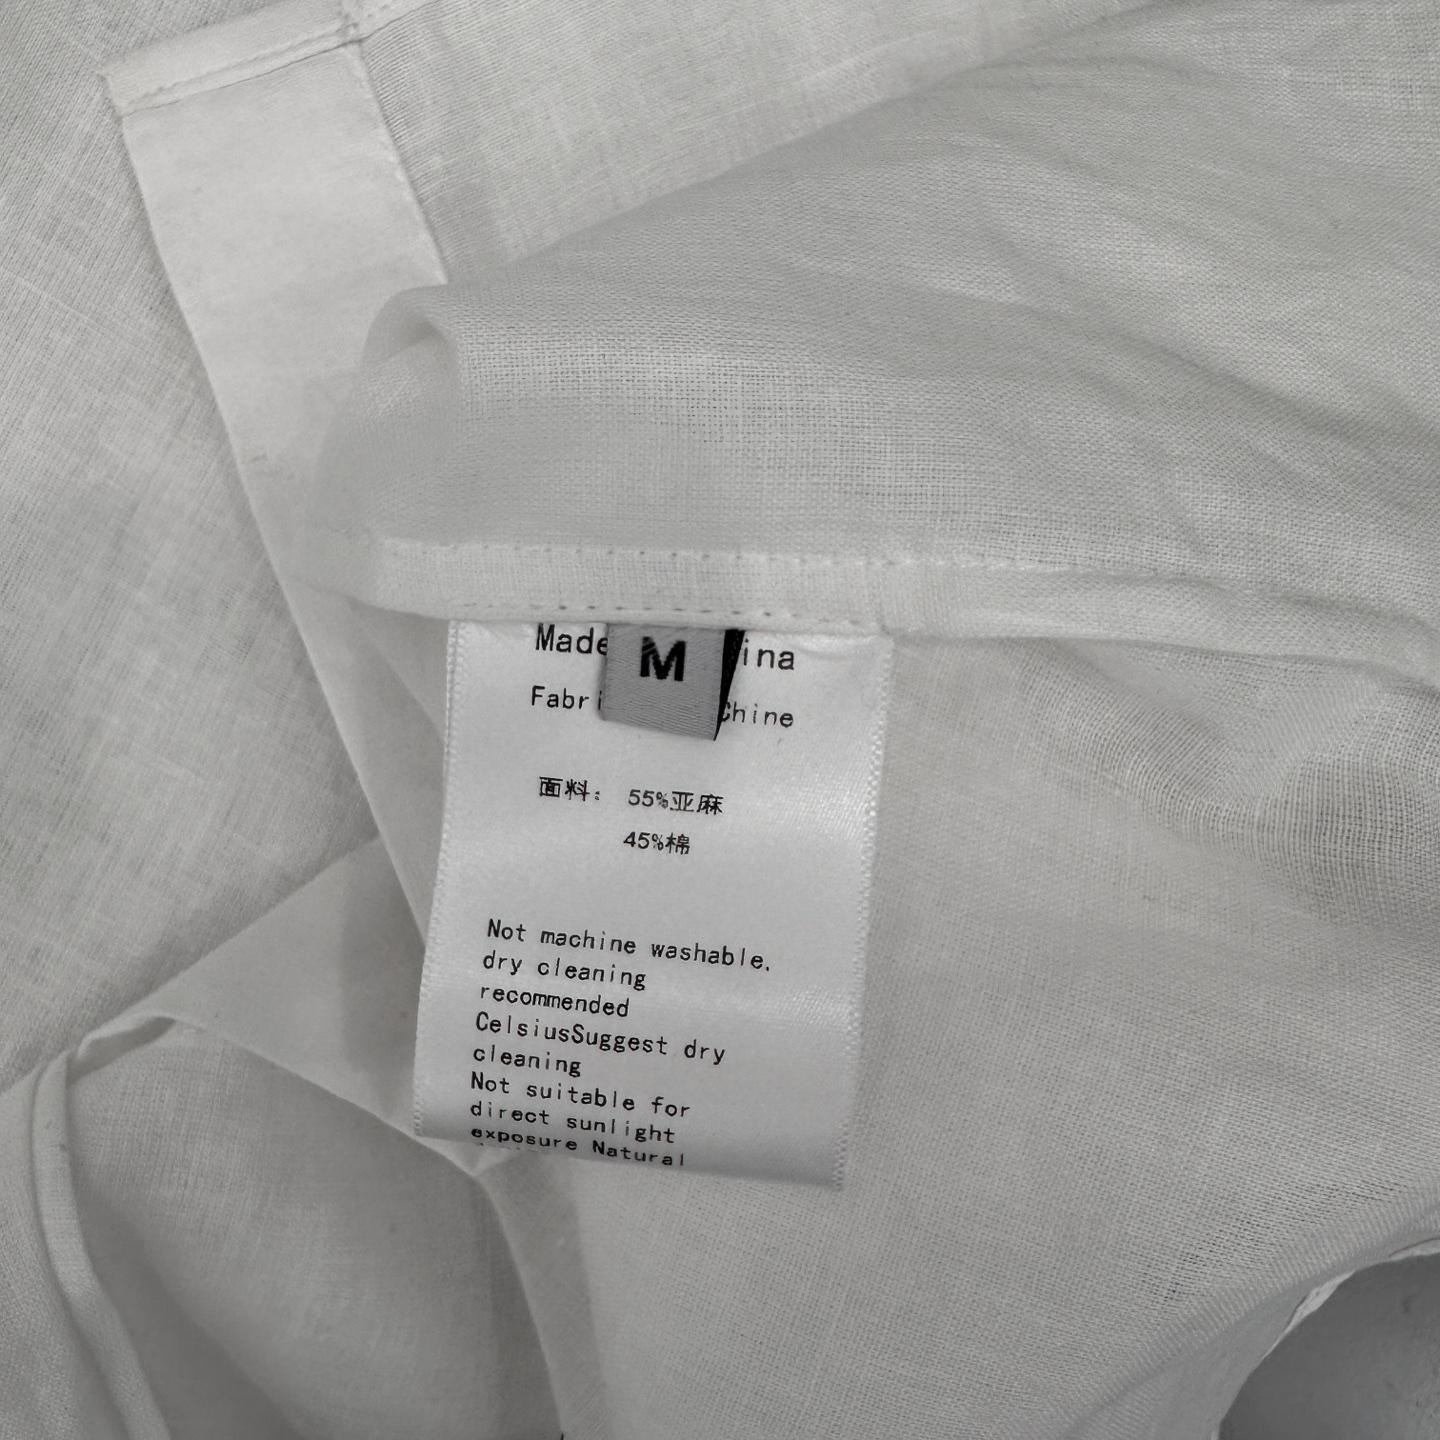 Made ina
M
Fabri Chine
面料: 55%亚麻
45%棉
Not machine washable.
dry cleaning
recommended
CelsiusSuggest dry
cleaning
Not suitable for
direct sunlight
exposure Natural